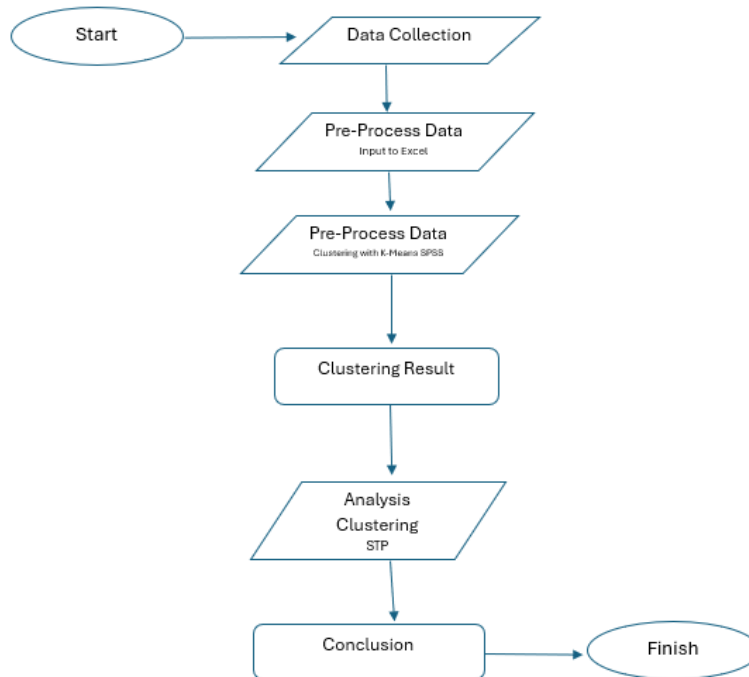 Start
Data Collection
Pre-Process Data
Input to Excel
Pre-Process Data
Clustering with K-Means SPSS
Clustering Result
Analysis
Clustering
STP
Conclusion
Finish